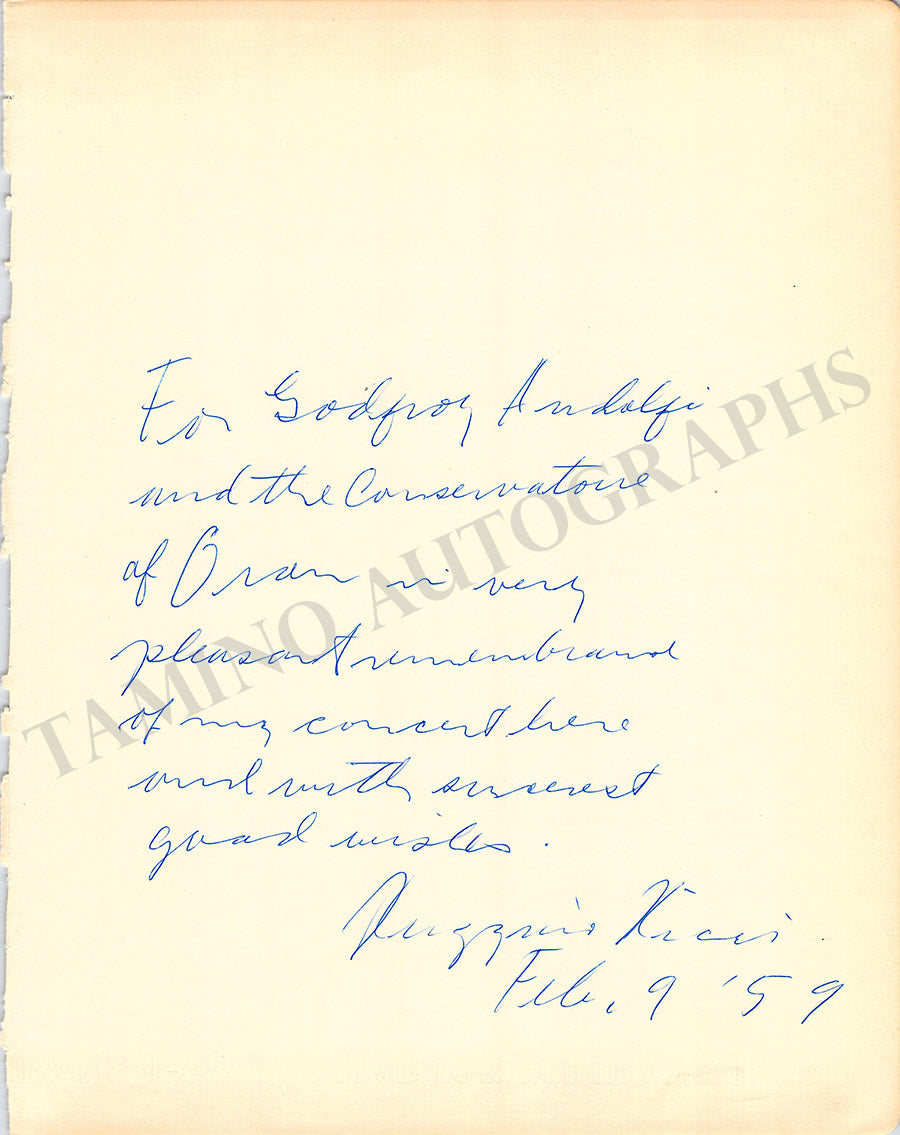 For Godfroy Andolfi
and the Conservatoire
of Oran in very
pleasant remembrance
of my concert here
and with sincerest
good wishes.
Ruggiero Ricci
Feb. 9 '59
TAMINO AUTOGRAPHS